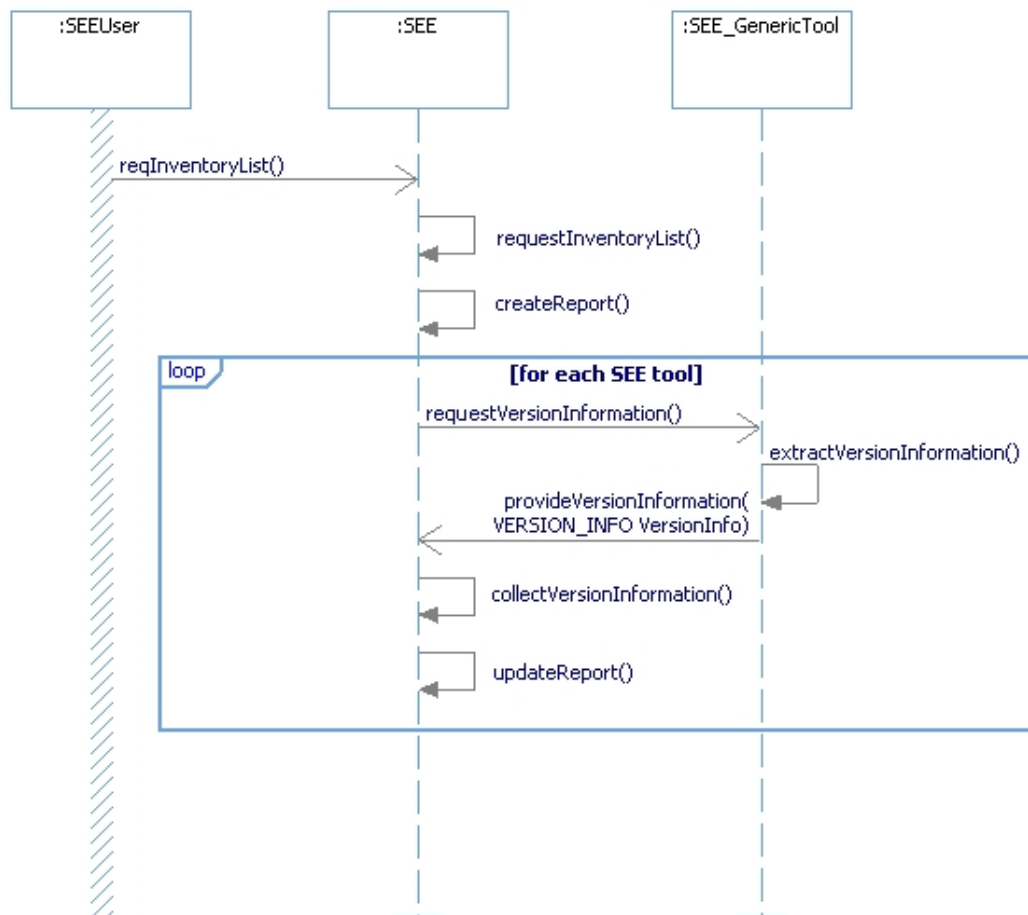 :SEEUser
:SEE
:SEE_GenericTool
reqInventoryList()
requestInventoryList()
createReport()
loop
[for each SEE tool]
requestVersionInformation()
extractVersionInformation()
provideVersionInformation(
VERSION_INFO VersionInfo)
collectVersionInformation()
updateReport()